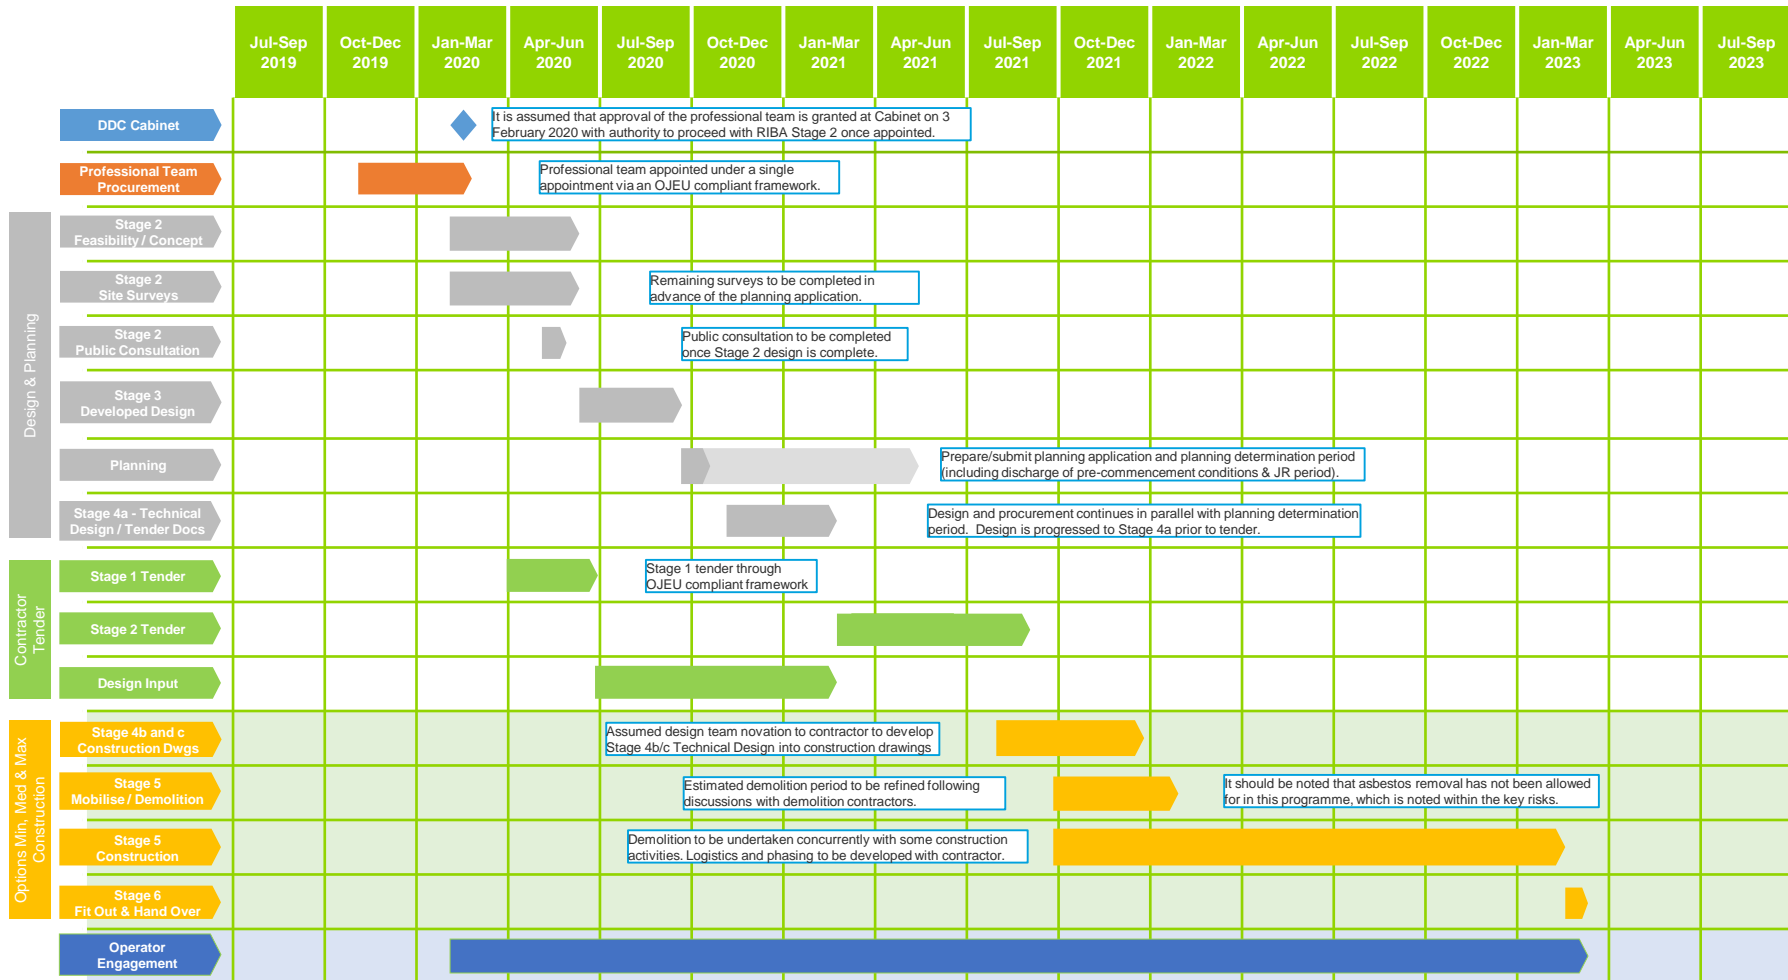 Jul-Sep Oct-Dec Jan-Mar Apr-Jun Jul-Sep Oct-Dec Jan-Mar Apr-Jun Jul-Sep Oct-Dec Jan-Mar Apr-Jun Jul-Sep Oct-Dec Jan-Mar Apr-Jun Jul-Sep
2019 2019 2020 2020 2020 2020 2021 2021 2021 2021 2022 2022 2022 2022 2023 2023 2023
DDC Cabinet
It is assumed that approval of the professional team is granted at Cabinet on 3
February 2020 with authority to proceed with RIBA Stage 2 once appointed.
Professional Team
Procurement
Professional team appointed under a single
appointment via an OJEU compliant framework.
Design & Planning
Stage 2
Feasibility / Concept
Stage 2
Site Surveys
Remaining surveys to be completed in
advance of the planning application.
Stage 2
Public Consultation
Public consultation to be completed
once Stage 2 design is complete.
Stage 3
Developed Design
Planning
Prepare/submit planning application and planning determination period
(including discharge of pre-commencement conditions & JR period).
Stage 4a - Technical
Design / Tender Docs
Design and procurement continues in parallel with planning determination
period. Design is progressed to Stage 4a prior to tender.
Contractor
Tender
Stage 1 Tender
Stage 1 tender through
OJEU compliant framework
Stage 2 Tender
Design Input
Options Min, Med & Max
Construction
Stage 4b and c
Construction Dwgs
Assumed design team novation to contractor to develop
Stage 4b/c Technical Design into construction drawings
Stage 5
Mobilise / Demolition
Estimated demolition period to be refined following
discussions with demolition contractors.
It should be noted that asbestos removal has not been allowed
for in this programme, which is noted within the key risks.
Stage 5
Construction
Demolition to be undertaken concurrently with some construction
activities. Logistics and phasing to be developed with contractor.
Stage 6
Fit Out & Hand Over
Operator
Engagement